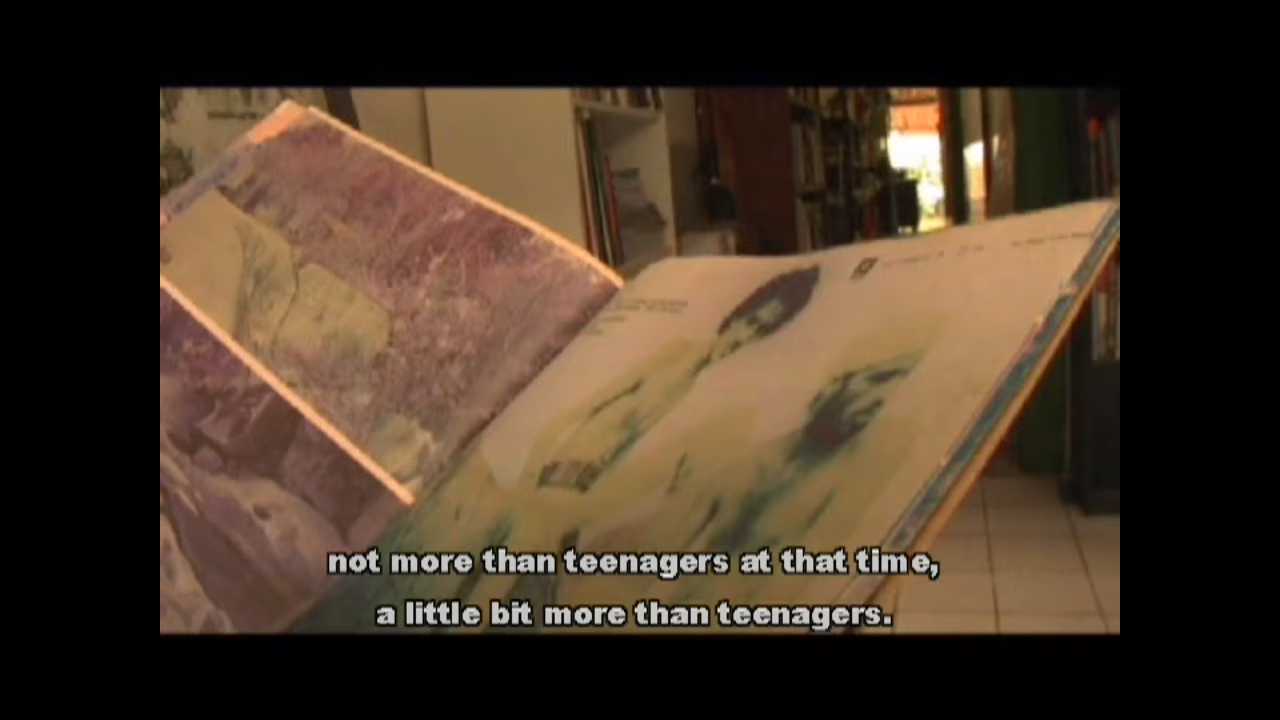 not more than teenagers at that time,
a little bit more than teenagers.